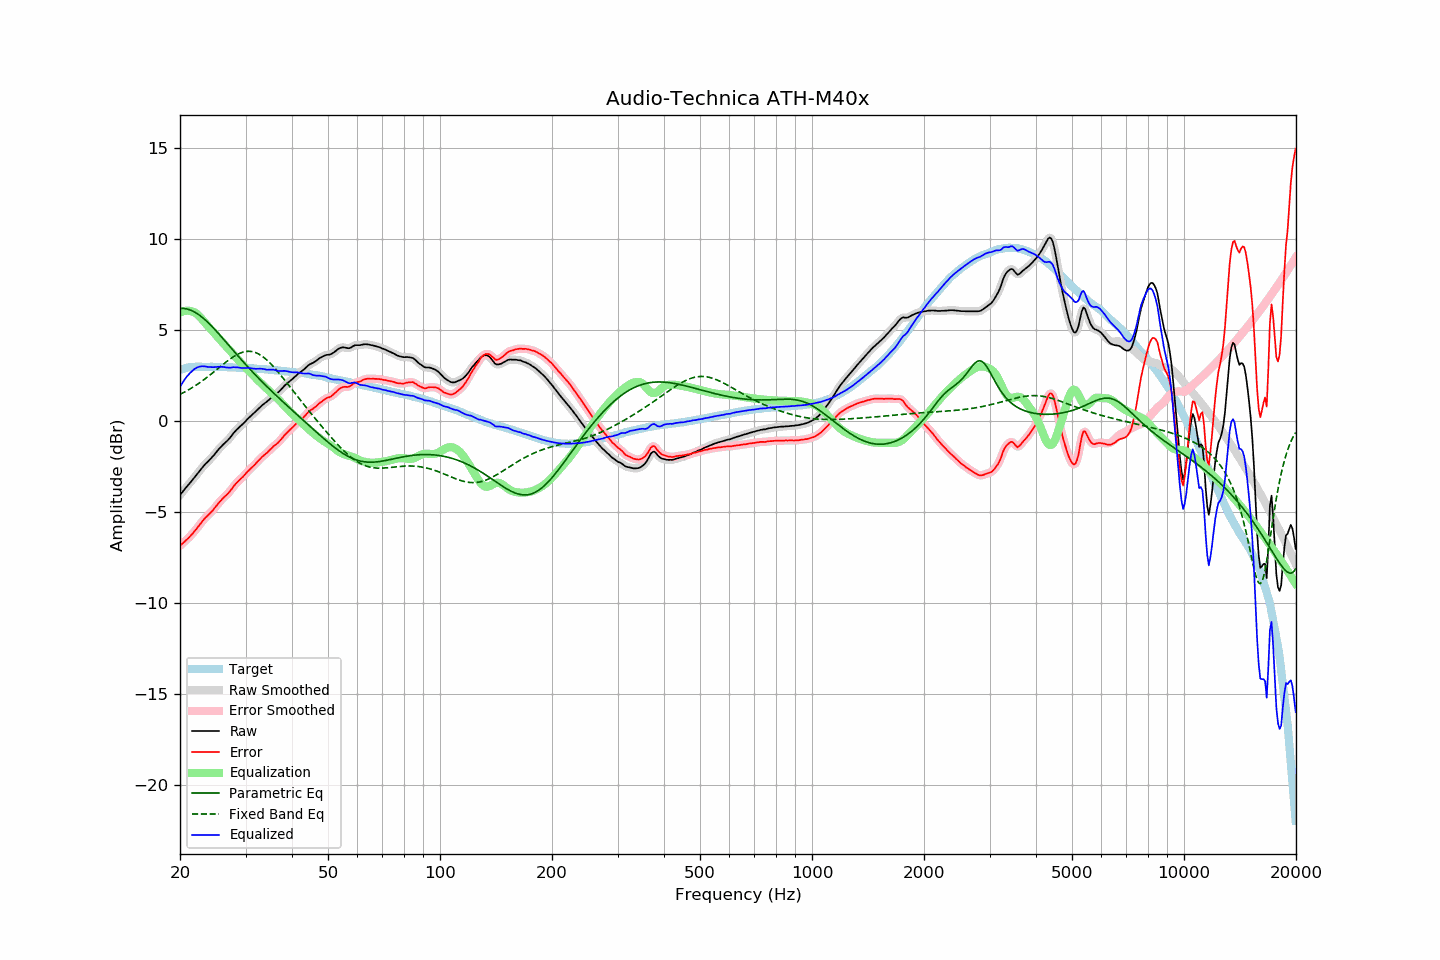 Audio-Technica ATH-M40x
Amplitude (dBr)
15
10
5
0
−5
−10
−15
−20
Target
Raw Smoothed
Error Smoothed
Raw
Error
Equalization
Parametric Eq
Fixed Band Eq
Equalized
20 50 100 200 500 1000 2000 5000 10000 20000
Frequency (Hz)